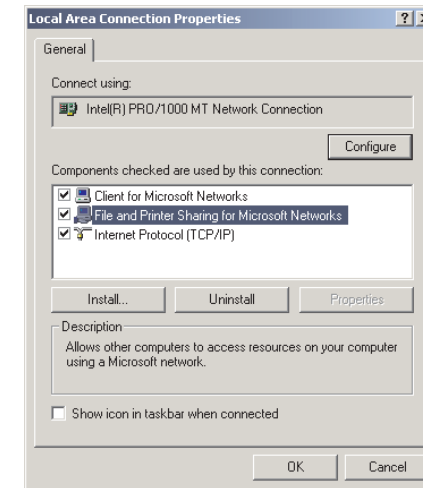 Local Area Connection Properties
General
Connect using:
Intel(R) PRO/1000 MT Network Connection
Configure
Components checked are used by this connection:
Client for Microsoft Networks
File and Printer Sharing for Microsoft Networks
Internet Protocol (TCP/IP)
Install... Uninstall Properties
Description
Allows other computers to access resources on your computer
using a Microsoft network.
Show icon in taskbar when connected
OK Cancel